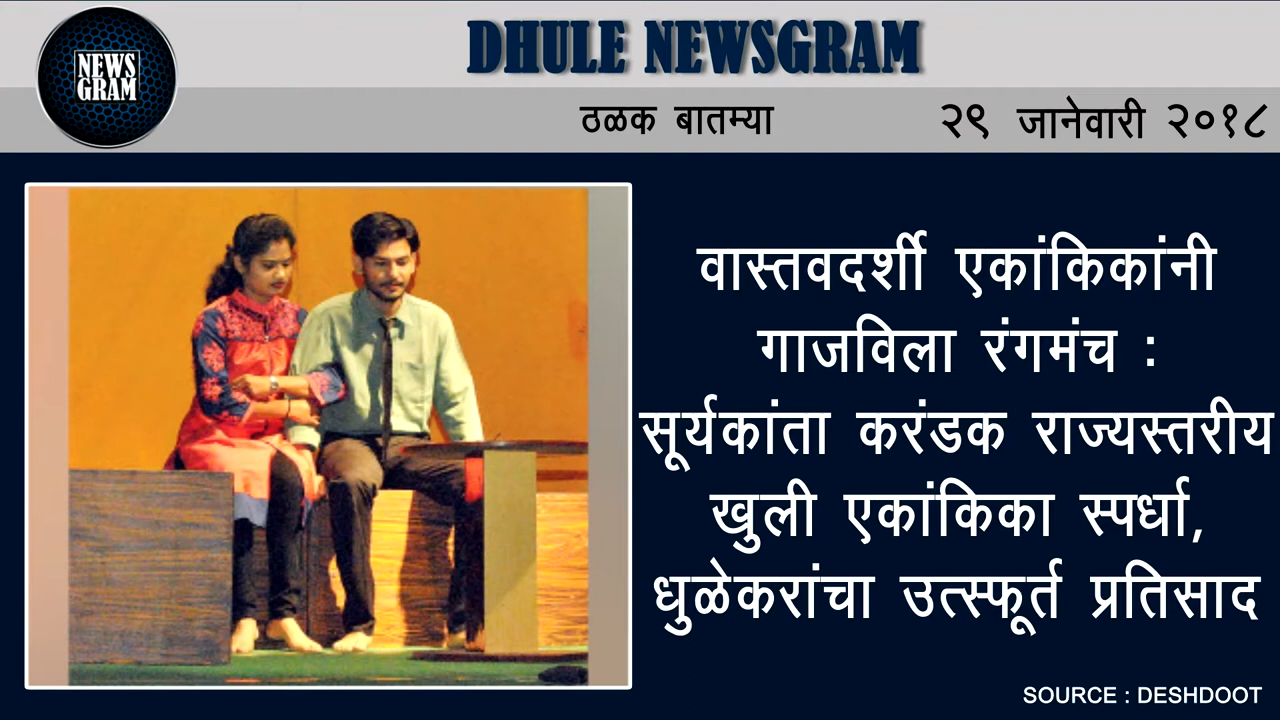 NEWS
GRAM
DHULE NEWSGRAM
ठळक बातम्या
२९ जानेवारी २०१८
वास्तवदर्शी एकांकिकांनी
गाजविला रंगमंच :
सूर्यकांता करंडक राज्यस्तरीय
खुली एकांकिका स्पर्धा,
धुळेकरांचा उत्स्फूर्त प्रतिसाद
SOURCE : DESHDOOT